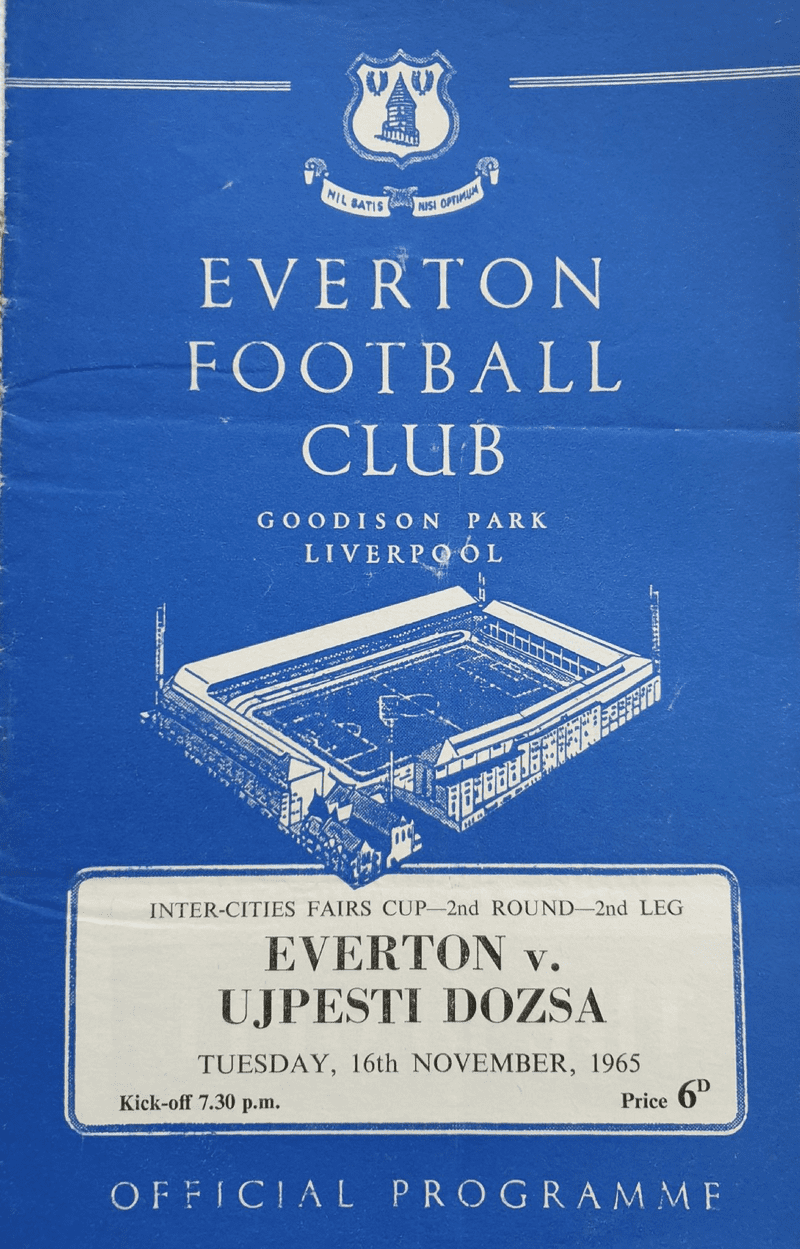 NIL SATIS NISI OPTIMUM
EVERTON
FOOTBALL
CLUB
GOODISON PARK
LIVERPOOL
INTER-CITIES FAIRS CUP—2nd ROUND—2nd LEG
EVERTON v.
UJPESTI DOZSA
TUESDAY, 16th NOVEMBER, 1965
Kick-off 7.30 p.m. Price 6D
OFFICIAL PROGRAMME